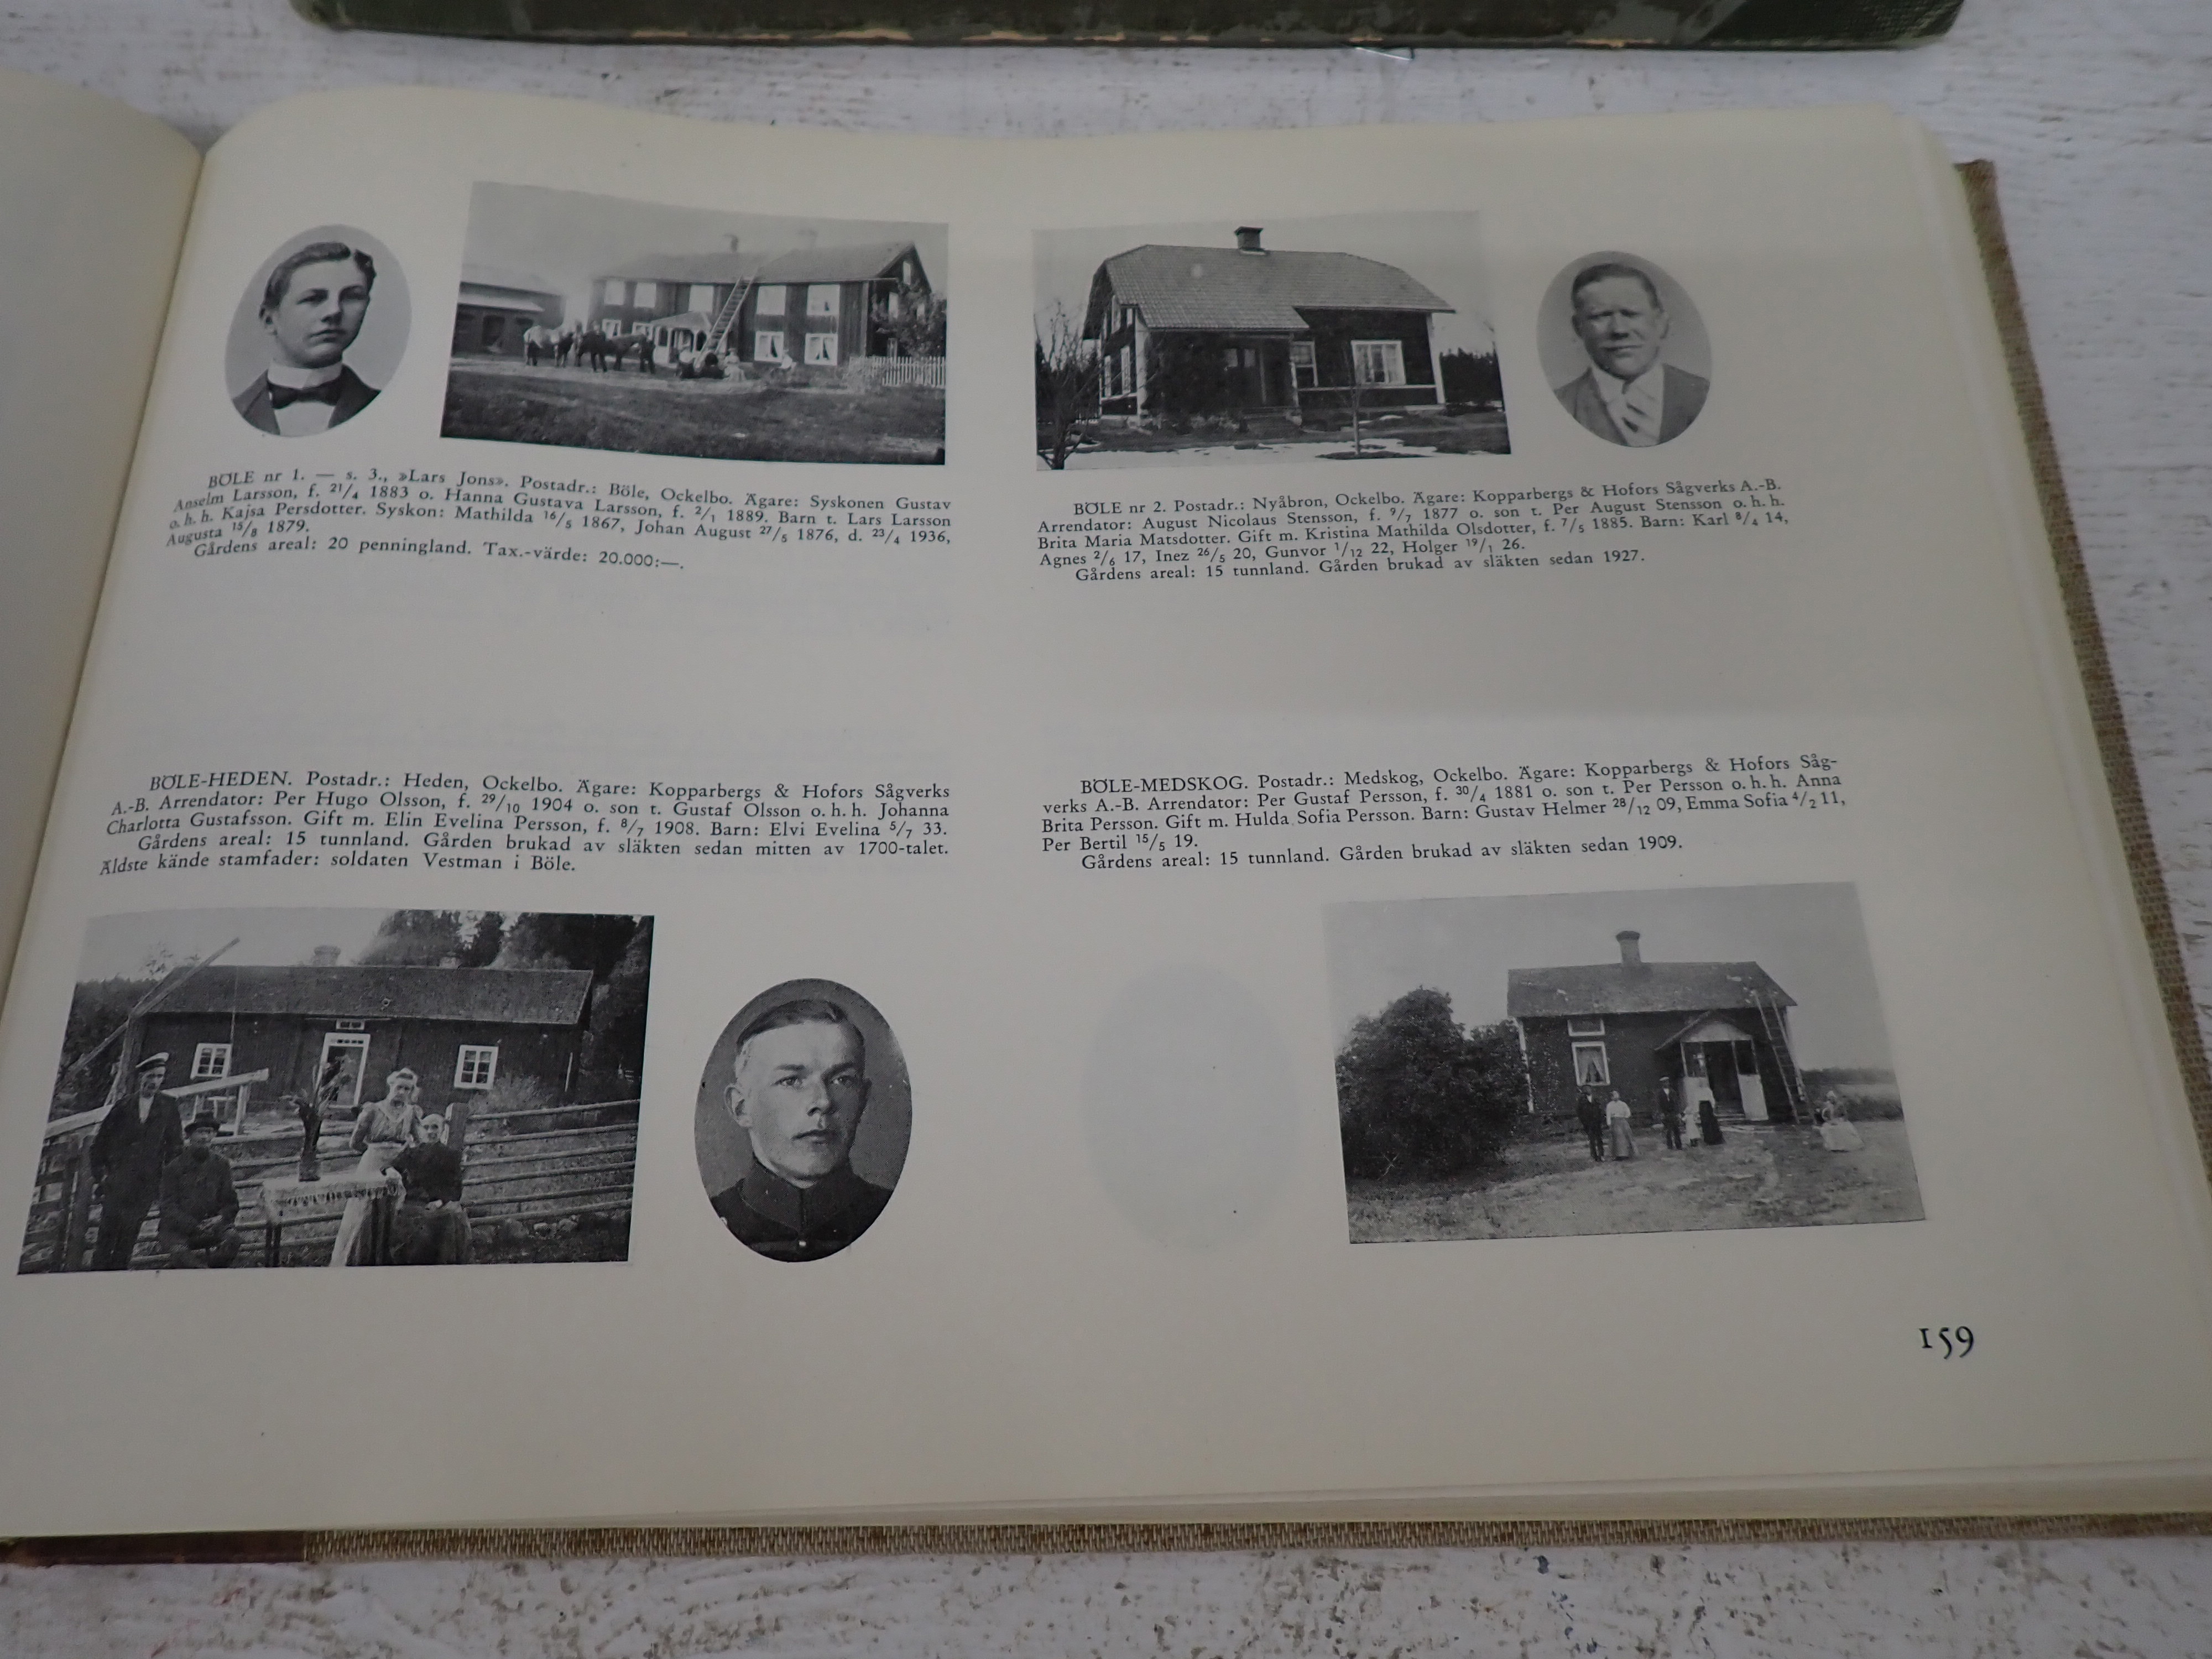 BÖLE nr 1. — s. 3., »Lars Jons». Postadr.: Böle, Ockelbo. Ägare: Syskonen Gustav
Anselm Larsson, f. 21/4 1883 o. Hanna Gustava Larsson, f. 2/1 1889. Barn t. Lars Larsson
o. h. h. Kajsa Persdotter. Syskon: Mathilda 16/5 1867, Johan August 27/5 1876, d. 23/4 1936,
Augusta 15/8 1879.
Gårdens areal: 20 penningland. Tax.-värde: 20.000:—.
BÖLE nr 2. Postadr.: Nyåbron, Ockelbo. Ägare: Kopparbergs & Hofors Sågverks A.-B.
Arrendator: August Nicolaus Stensson, f. 9/7 1877 o. son t. Per August Stensson o. h. h.
Brita Maria Matsdotter. Gift m. Kristina Mathilda Olsdotter, f. 7/5 1885. Barn: Karl 8/4 14,
Agnes 2/6 17, Inez 26/5 20, Gunvor 1/12 22, Holger 19/1 26.
Gårdens areal: 15 tunnland. Gården brukad av släkten sedan 1927.
BÖLE-HEDEN. Postadr.: Heden, Ockelbo. Ägare: Kopparbergs & Hofors Sågverks
A.-B. Arrendator: Per Hugo Olsson, f. 29/10 1904 o. son t. Gustaf Olsson o. h. h. Johanna
Charlotta Gustafsson. Gift m. Elin Evelina Persson, f. 8/7 1908. Barn: Elvi Evelina 5/7 33.
Gårdens areal: 15 tunnland. Gården brukad av släkten sedan mitten av 1700-talet.
Äldste kände stamfader: soldaten Vestman i Böle.
BÖLE-MEDSKOG. Postadr.: Medskog, Ockelbo. Ägare: Kopparbergs & Hofors Såg-
verks A.-B. Arrendator: Per Gustaf Persson, f. 30/4 1881 o. son t. Per Persson o. h. h. Anna
Brita Persson. Gift m. Hulda Sofia Persson. Barn: Gustav Helmer 28/12 09, Emma Sofia 4/2 11,
Per Bertil 15/5 19.
Gårdens areal: 15 tunnland. Gården brukad av släkten sedan 1909.
159